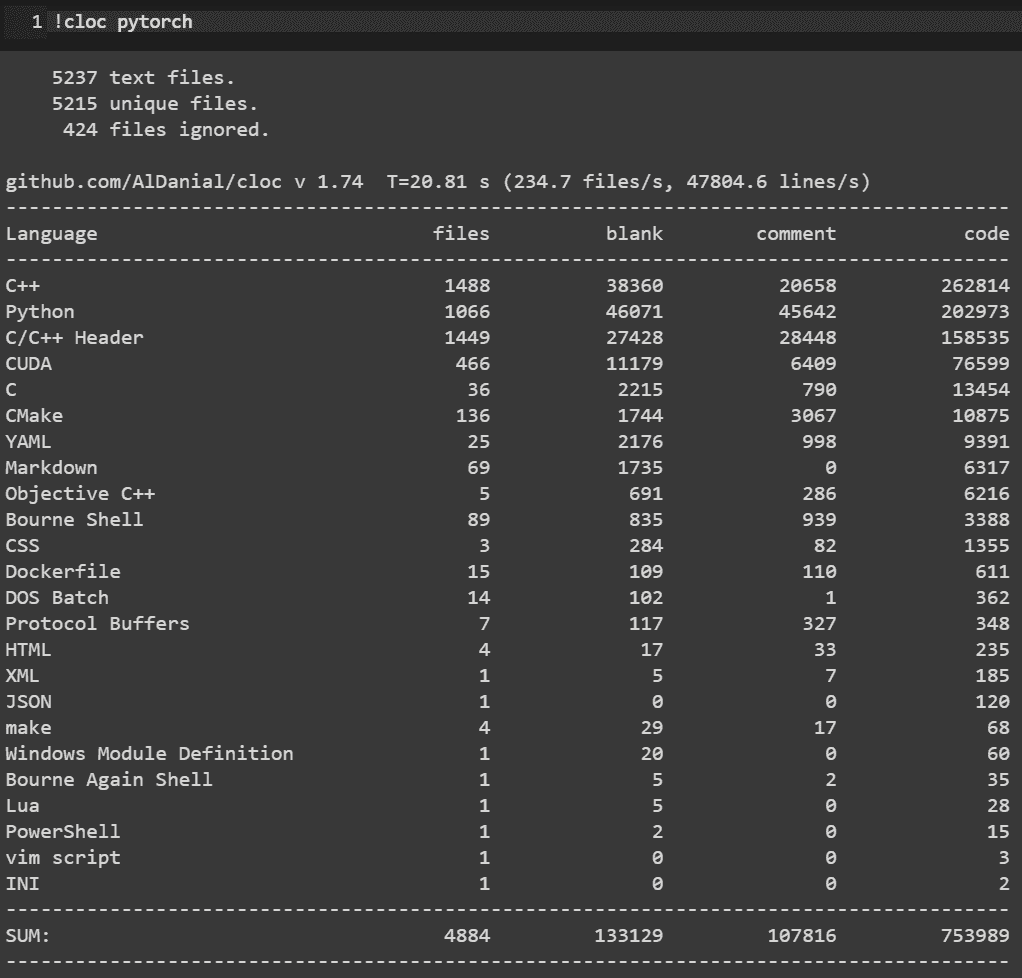 1 !cloc pytorch
5237 text files.
5215 unique files.
424 files ignored.
github.com/AlDanial/cloc v 1.74 T=20.81 s (234.7 files/s, 47804.6 lines/s)
-------------------------------------------------------------------------------
Language files blank comment code
-------------------------------------------------------------------------------
C++ 1488 38360 20658 262814
Python 1066 46071 45642 202973
C/C++ Header 1449 27428 28448 158535
CUDA 466 11179 6409 76599
C 36 2215 790 13454
CMake 136 1744 3067 10875
YAML 25 2176 998 9391
Markdown 69 1735 0 6317
Objective C++ 5 691 286 6216
Bourne Shell 89 835 939 3388
CSS 3 284 82 1355
Dockerfile 15 109 110 611
DOS Batch 14 102 1 362
Protocol Buffers 7 117 327 348
HTML 4 17 33 235
XML 1 5 7 185
JSON 1 0 0 120
make 4 29 17 68
Windows Module Definition 1 20 0 60
Bourne Again Shell 1 5 2 35
Lua 1 5 0 28
PowerShell 1 2 0 15
vim script 1 0 0 3
INI 1 0 0 2
-------------------------------------------------------------------------------
SUM: 4884 133129 107816 753989
-------------------------------------------------------------------------------